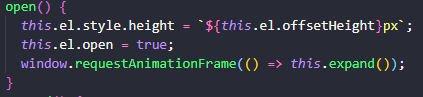 open() {
this.el.style.height = `${this.el.offsetHeight}px`;
this.el.open = true;
window.requestAnimationFrame(() => this.expand());
}